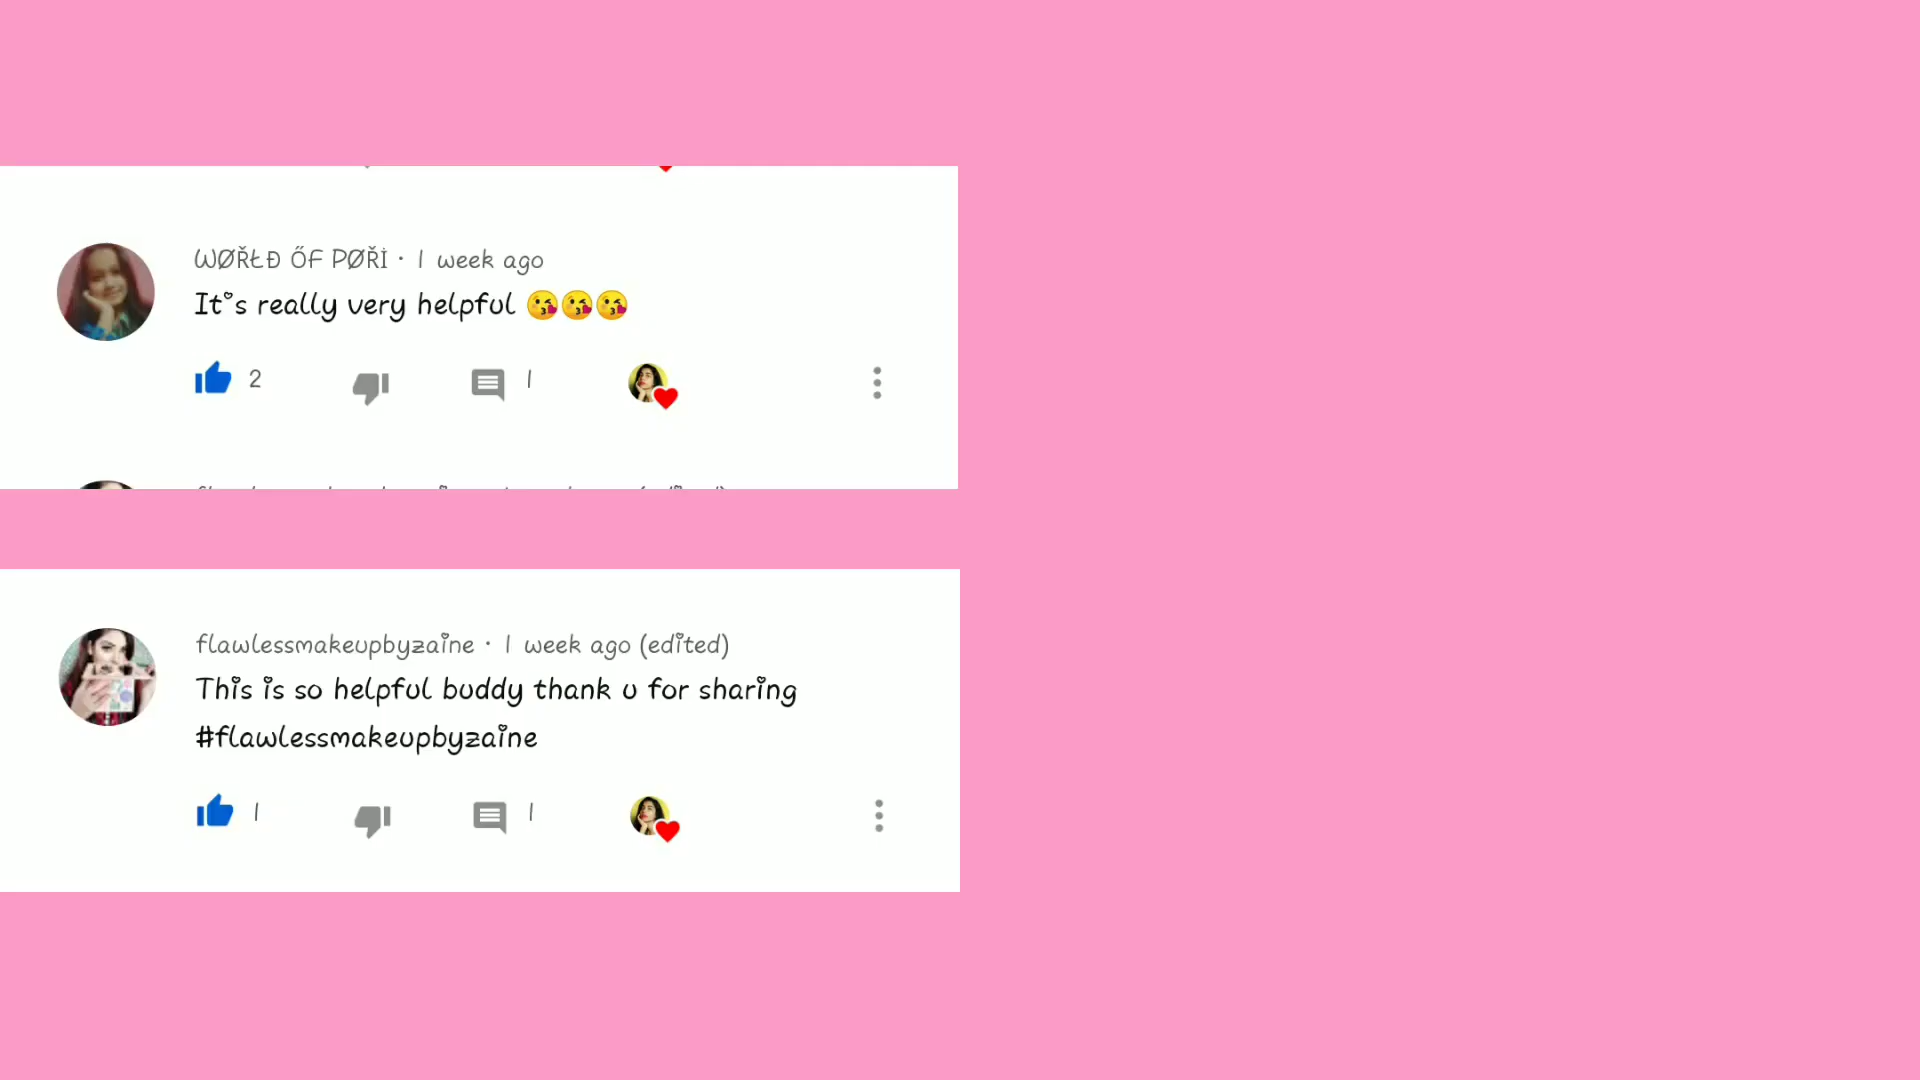 WØŘŁĐ ŐF PØŘİ · 1 week ago
It's really very helpful 😘😘😘
2
1
flawlessmakeupbyzaine · 1 week ago (edited)
This is so helpful buddy thank u for sharing
#flawlessmakeupbyzaine
1
1